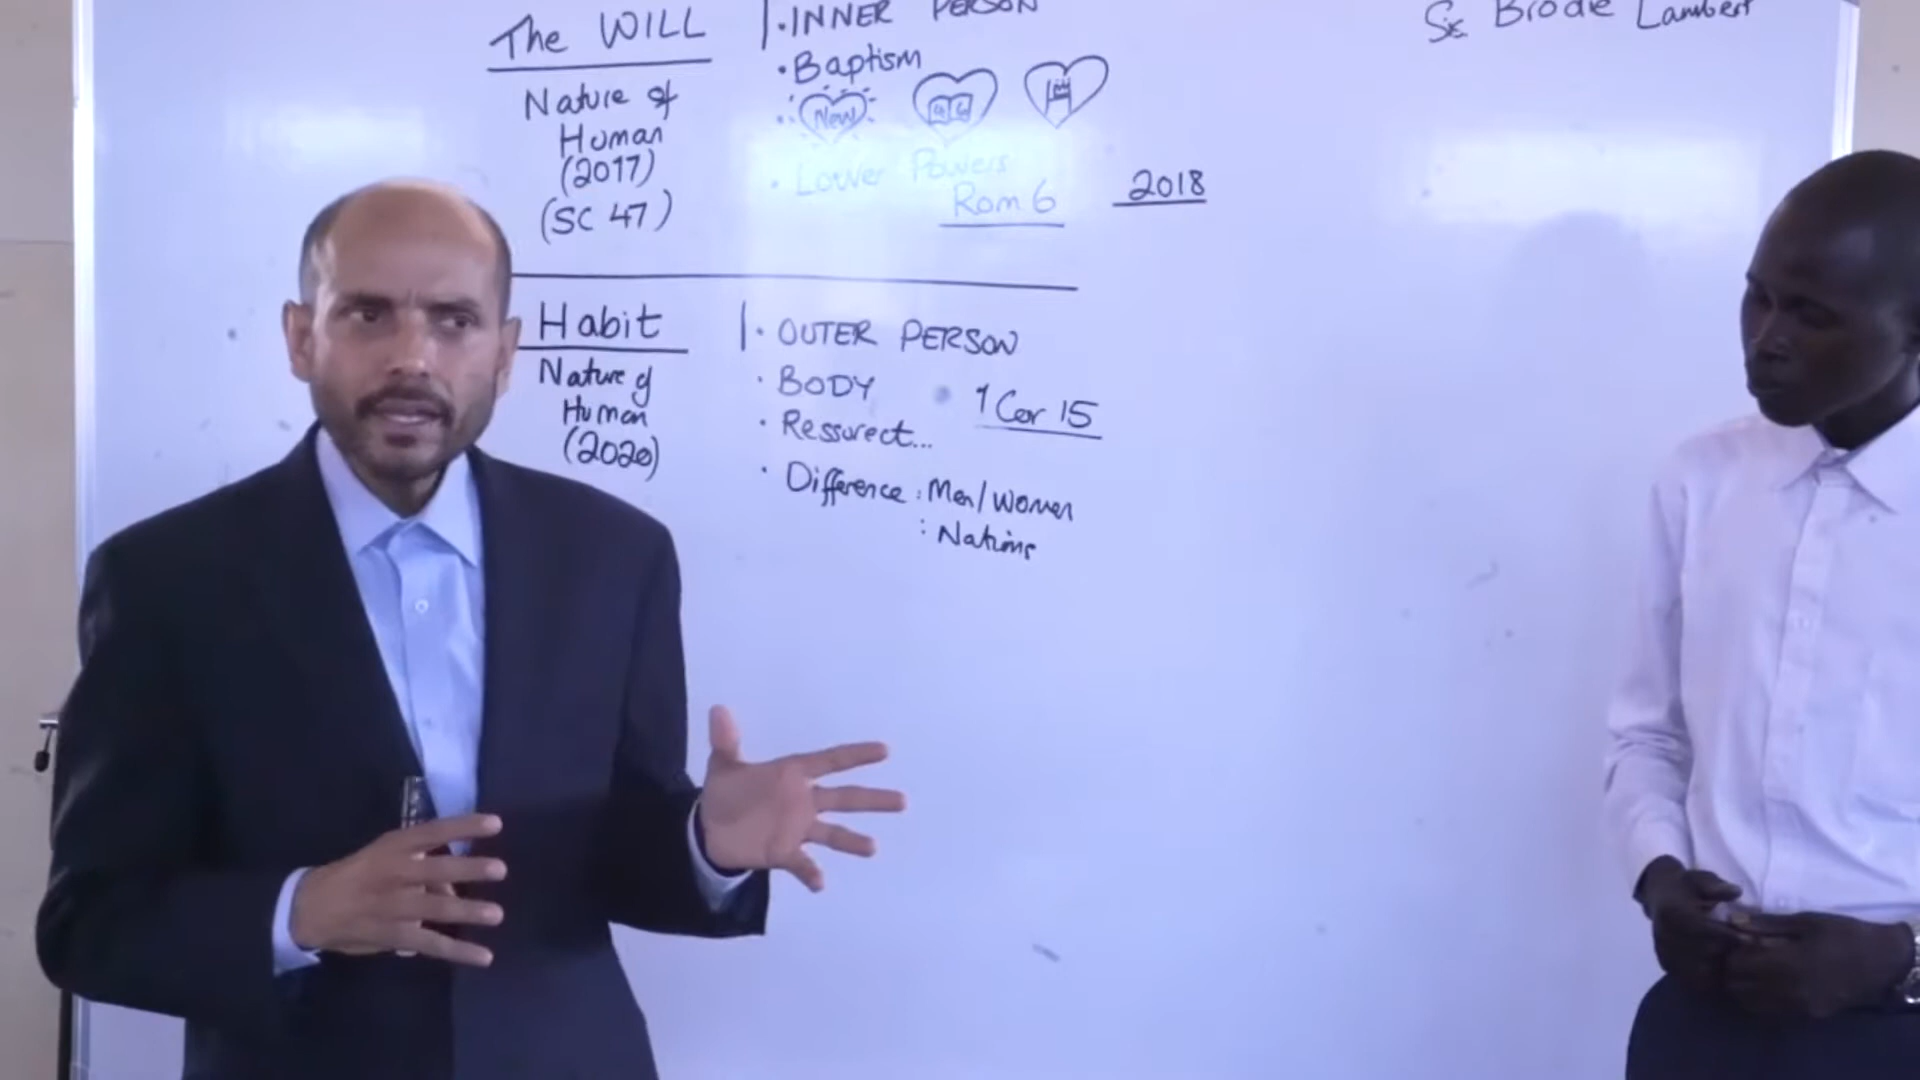 The WILL
Nature of
Human
(2017)
(SC 47)
• INNER PERSON
• Baptism
New
• Lower Powers
Rom 6
2018
Sis Brodie Lambert
Habit
Nature of
Human
(2020)
• OUTER PERSON
• BODY
• Ressurect...
1 Cor 15
• Difference : Men/Women
: Nations